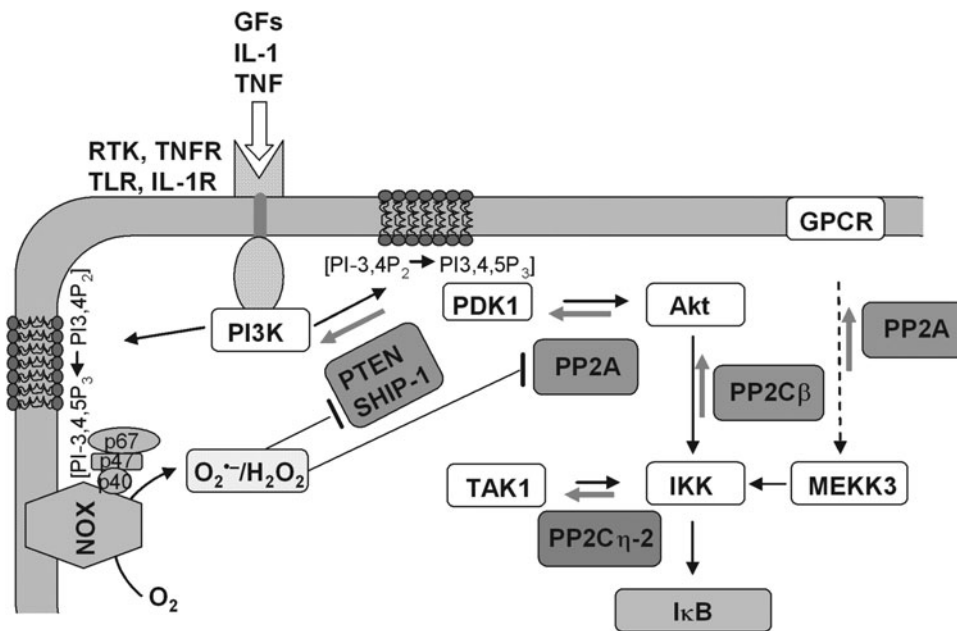 GFs
IL-1
TNF
RTK, TNFR
TLR, IL-1R
GPCR
[PI-3,4P₂ → PI3,4,5P₃]
[PI-3,4,5P₃ ← PI3,4P₂]
PI3K
PDK1
Akt
PP2A
PTEN
SHIP-1
PP2A
PP2Cβ
p67
p47
p40
O₂•−/H₂O₂
TAK1
IKK
MEKK3
NOX
PP2Cη-2
O₂
IκB